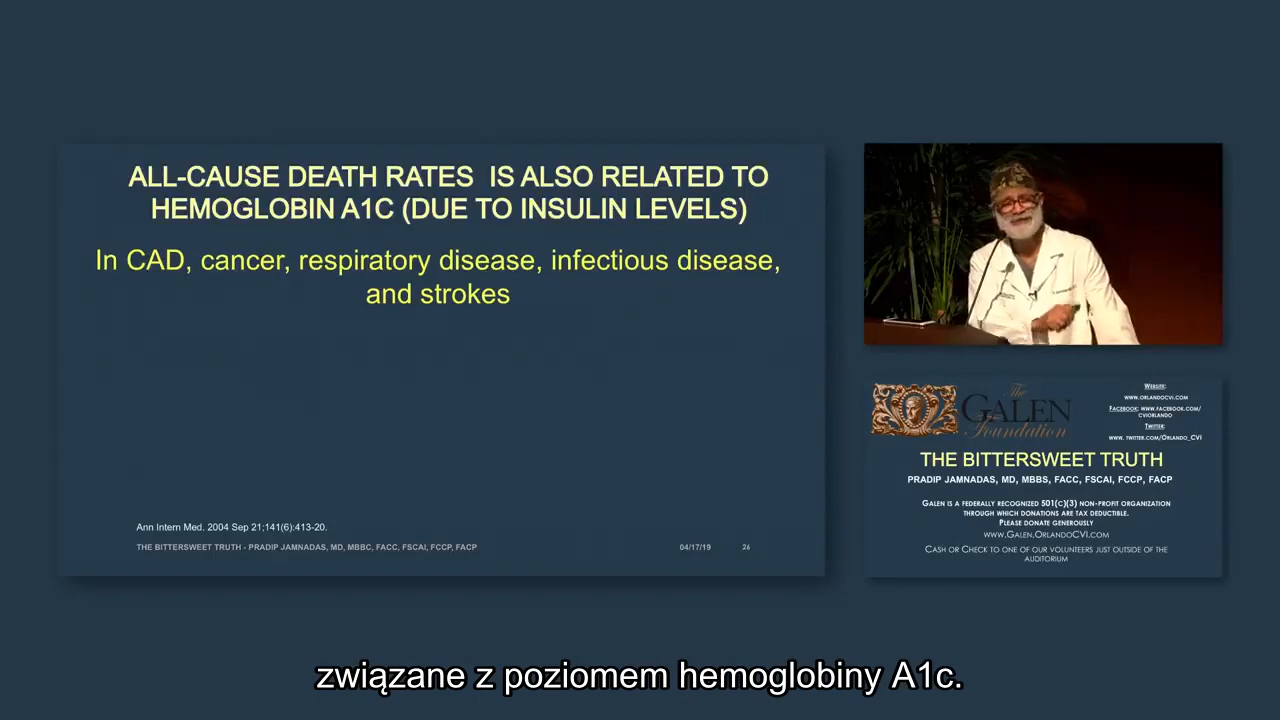 ALL-CAUSE DEATH RATES IS ALSO RELATED TO
HEMOGLOBIN A1C (DUE TO INSULIN LEVELS)
In CAD, cancer, respiratory disease, infectious disease,
and strokes
Ann Intern Med. 2004 Sep 21;141(6):413-20.
THE BITTERSWEET TRUTH - PRADIP JAMNADAS, MD, MBBC, FACC, FSCAI, FCCP, FACP
04/17/19
26
The
GALEN
Foundation
WEBSITE:
WWW.ORLANDOCVI.COM
FACEBOOK: WWW.FACEBOOK.COM/
CVIORLANDO
TWITTER:
WWW. TWITTER.COM/ORLANDO_CVI
THE BITTERSWEET TRUTH
PRADIP JAMNADAS, MD, MBBS, FACC, FSCAI, FCCP, FACP
GALEN IS A FEDERALLY RECOGNIZED 501(C)(3) NON-PROFIT ORGANIZATION
THROUGH WHICH DONATIONS ARE TAX DEDUCTIBLE.
PLEASE DONATE GENEROUSLY
WWW.GALEN.ORLANDOCVI.COM
CASH OR CHECK TO ONE OF OUR VOLUNTEERS JUST OUTSIDE OF THE
AUDITORIUM
związane z poziomem hemoglobiny A1c.